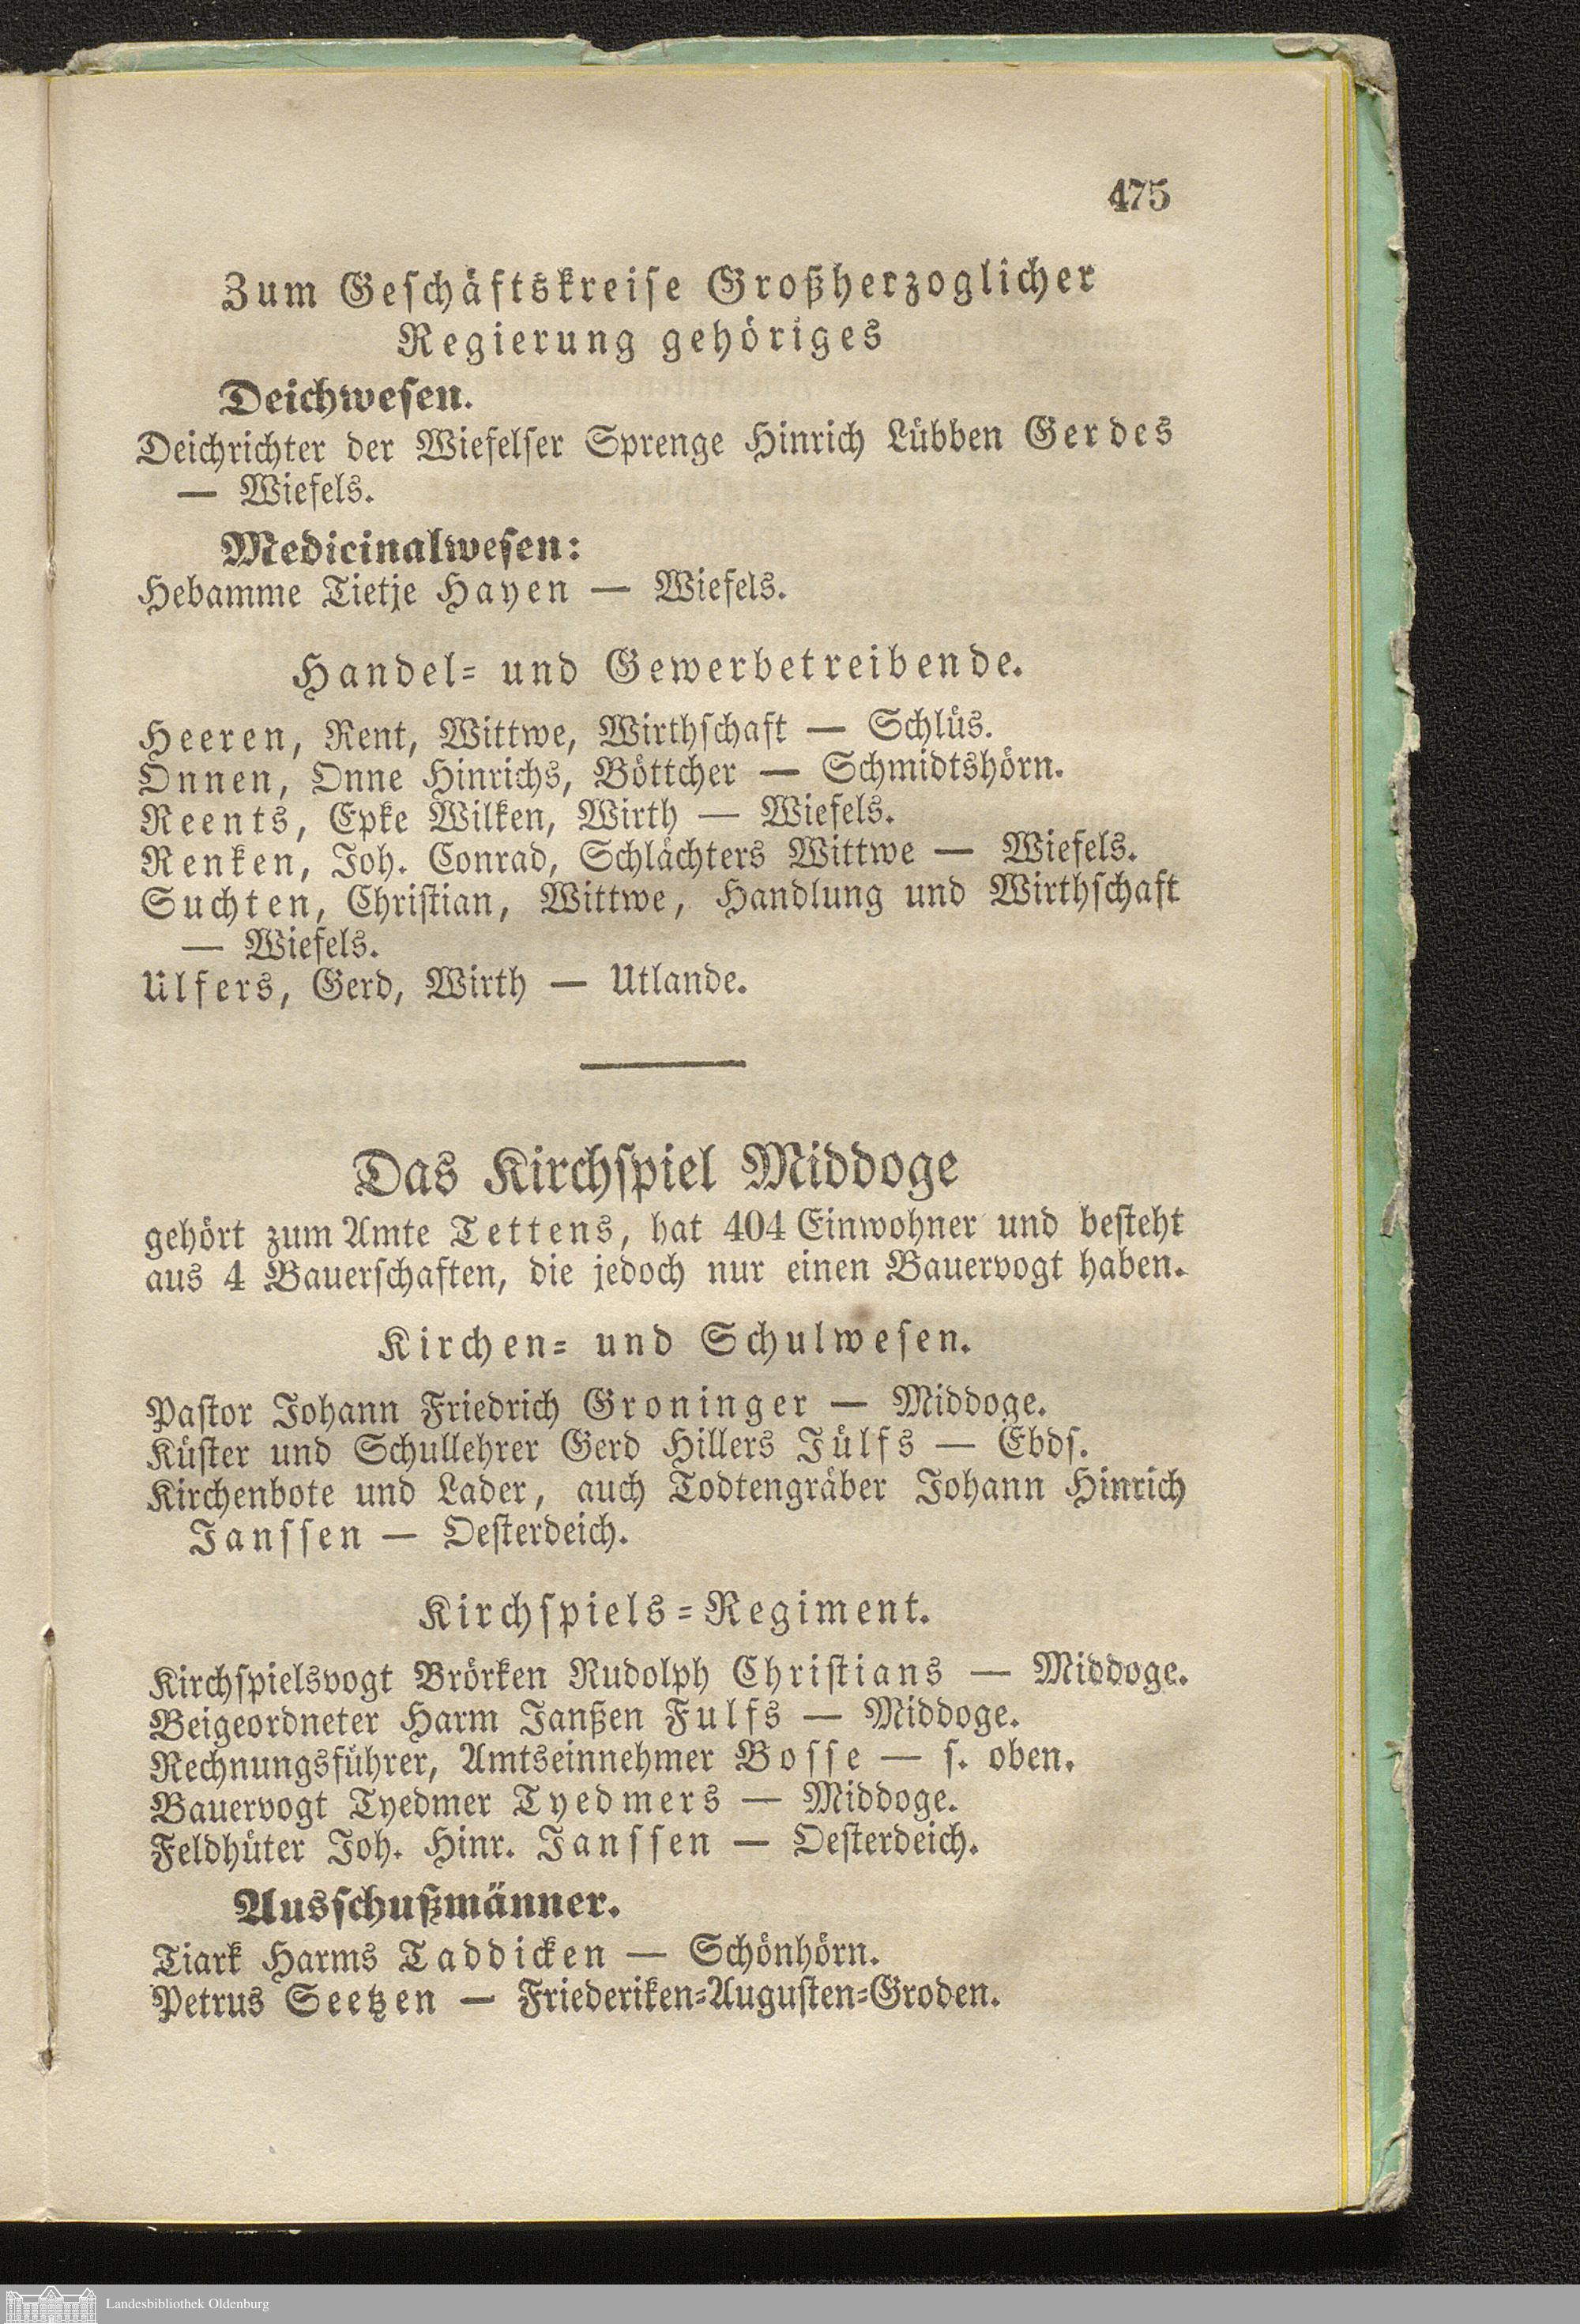 475
Zum Geschäftskreise Großherzoglicher
Regierung gehöriges
Deichwesen.
Deichrichter der Wiefelser Sprenge Hinrich Lübben Gerdes
— Wiefels.
Medicinalwesen:
Hebamme Tietje Hayen — Wiefels.
Handel- und Gewerbetreibende.
Heeren, Rent, Wittwe, Wirthschaft — Schlüs.
Onnen, Onne Hinrichs, Böttcher — Schmidtshörn.
Reents, Epke Wilken, Wirth — Wiefels.
Renken, Joh. Conrad, Schlächters Wittwe — Wiefels.
Suchten, Christian, Wittwe, Handlung und Wirthschaft
— Wiefels.
Ulfers, Gerd, Wirth — Utlande.
Das Kirchspiel Middoge
gehört zum Amte Tettens, hat 404 Einwohner und besteht
aus 4 Bauerschaften, die jedoch nur einen Bauervogt haben.
Kirchen- und Schulwesen.
Pastor Johann Friedrich Groninger — Middoge.
Küster und Schullehrer Gerd Hillers Jülfs — Ebds.
Kirchenbote und Lader, auch Todtengräber Johann Hinrich
Janssen — Oesterdeich.
Kirchspiels-Regiment.
Kirchspielsvogt Brörken Rudolph Christians — Middoge.
Beigeordneter Harm Janßen Fulfs — Middoge.
Rechnungsführer, Amtseinnehmer Bosse — s. oben.
Bauervogt Tyedmer Tyedmers — Middoge.
Feldhüter Joh. Hinr. Janssen — Oesterdeich.
Ausschußmänner.
Tiark Harms Taddicken — Schönhörn.
Petrus Seetzen — Friederiken-Augusten-Groden.
Landesbibliothek Oldenburg